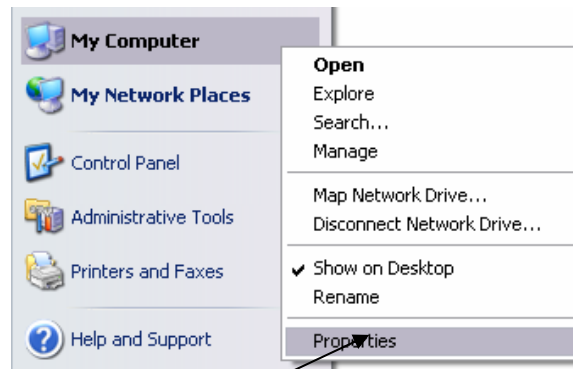 My Computer
My Network Places
Control Panel
Administrative Tools
Printers and Faxes
Help and Support
Open
Explore
Search...
Manage
Map Network Drive...
Disconnect Network Drive...
Show on Desktop
Rename
Properties